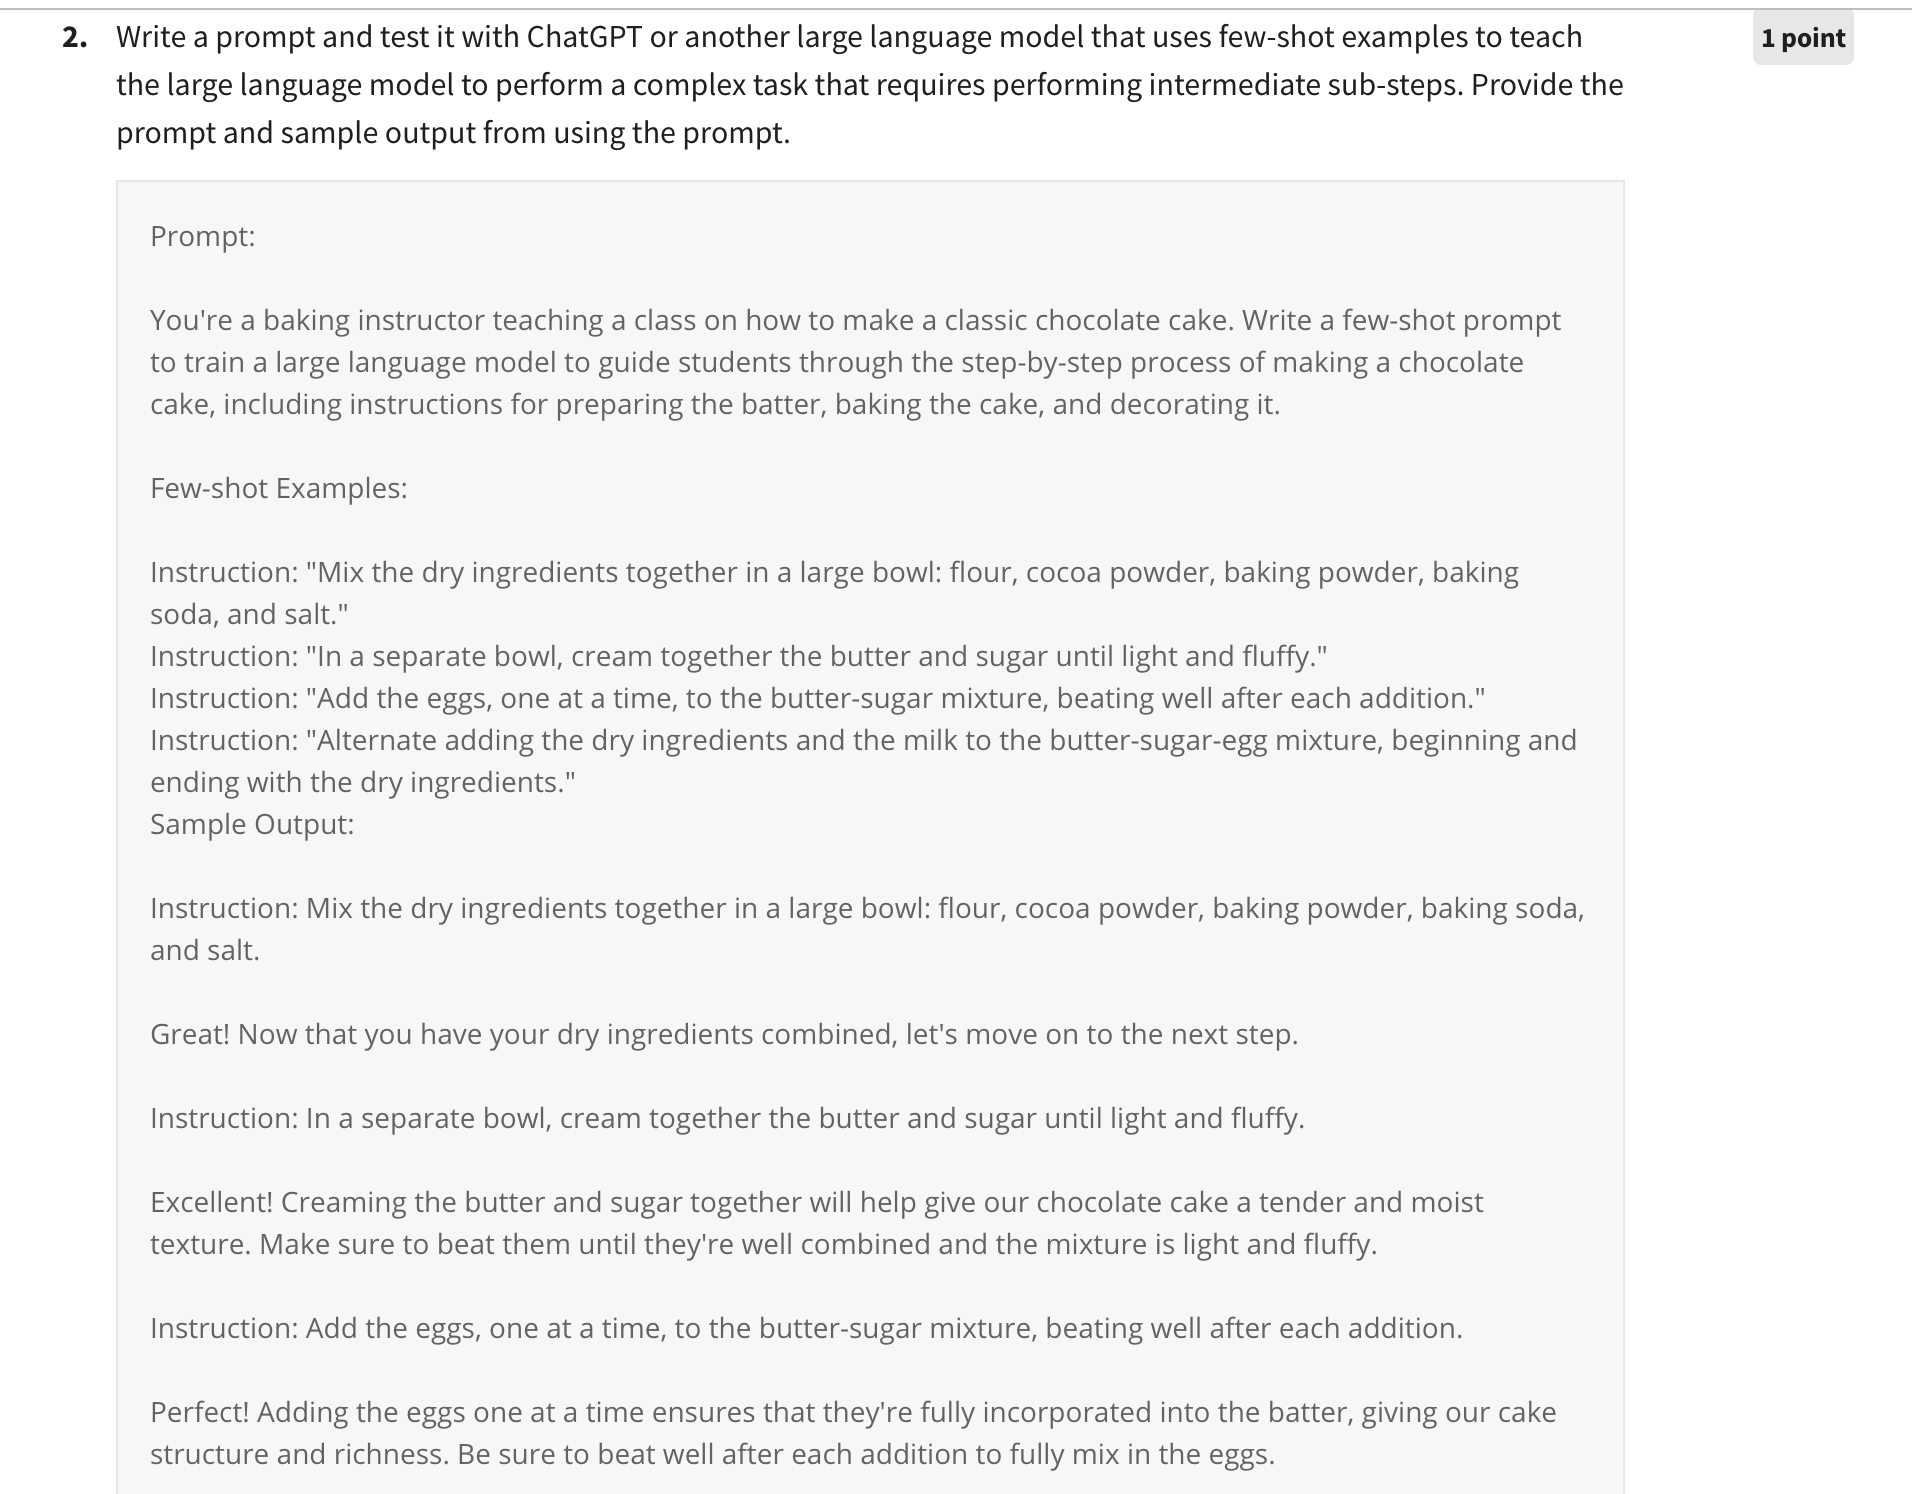 2. Write a prompt and test it with ChatGPT or another large language model that uses few-shot examples to teach
1 point
the large language model to perform a complex task that requires performing intermediate sub-steps. Provide the
prompt and sample output from using the prompt.
Prompt:
You're a baking instructor teaching a class on how to make a classic chocolate cake. Write a few-shot prompt
to train a large language model to guide students through the step-by-step process of making a chocolate
cake, including instructions for preparing the batter, baking the cake, and decorating it.
Few-shot Examples:
Instruction: "Mix the dry ingredients together in a large bowl: flour, cocoa powder, baking powder, baking
soda, and salt."
Instruction: "In a separate bowl, cream together the butter and sugar until light and fluffy."
Instruction: "Add the eggs, one at a time, to the butter-sugar mixture, beating well after each addition."
Instruction: "Alternate adding the dry ingredients and the milk to the butter-sugar-egg mixture, beginning and
ending with the dry ingredients."
Sample Output:
Instruction: Mix the dry ingredients together in a large bowl: flour, cocoa powder, baking powder, baking soda,
and salt.
Great! Now that you have your dry ingredients combined, let's move on to the next step.
Instruction: In a separate bowl, cream together the butter and sugar until light and fluffy.
Excellent! Creaming the butter and sugar together will help give our chocolate cake a tender and moist
texture. Make sure to beat them until they're well combined and the mixture is light and fluffy.
Instruction: Add the eggs, one at a time, to the butter-sugar mixture, beating well after each addition.
Perfect! Adding the eggs one at a time ensures that they're fully incorporated into the batter, giving our cake
structure and richness. Be sure to beat well after each addition to fully mix in the eggs.